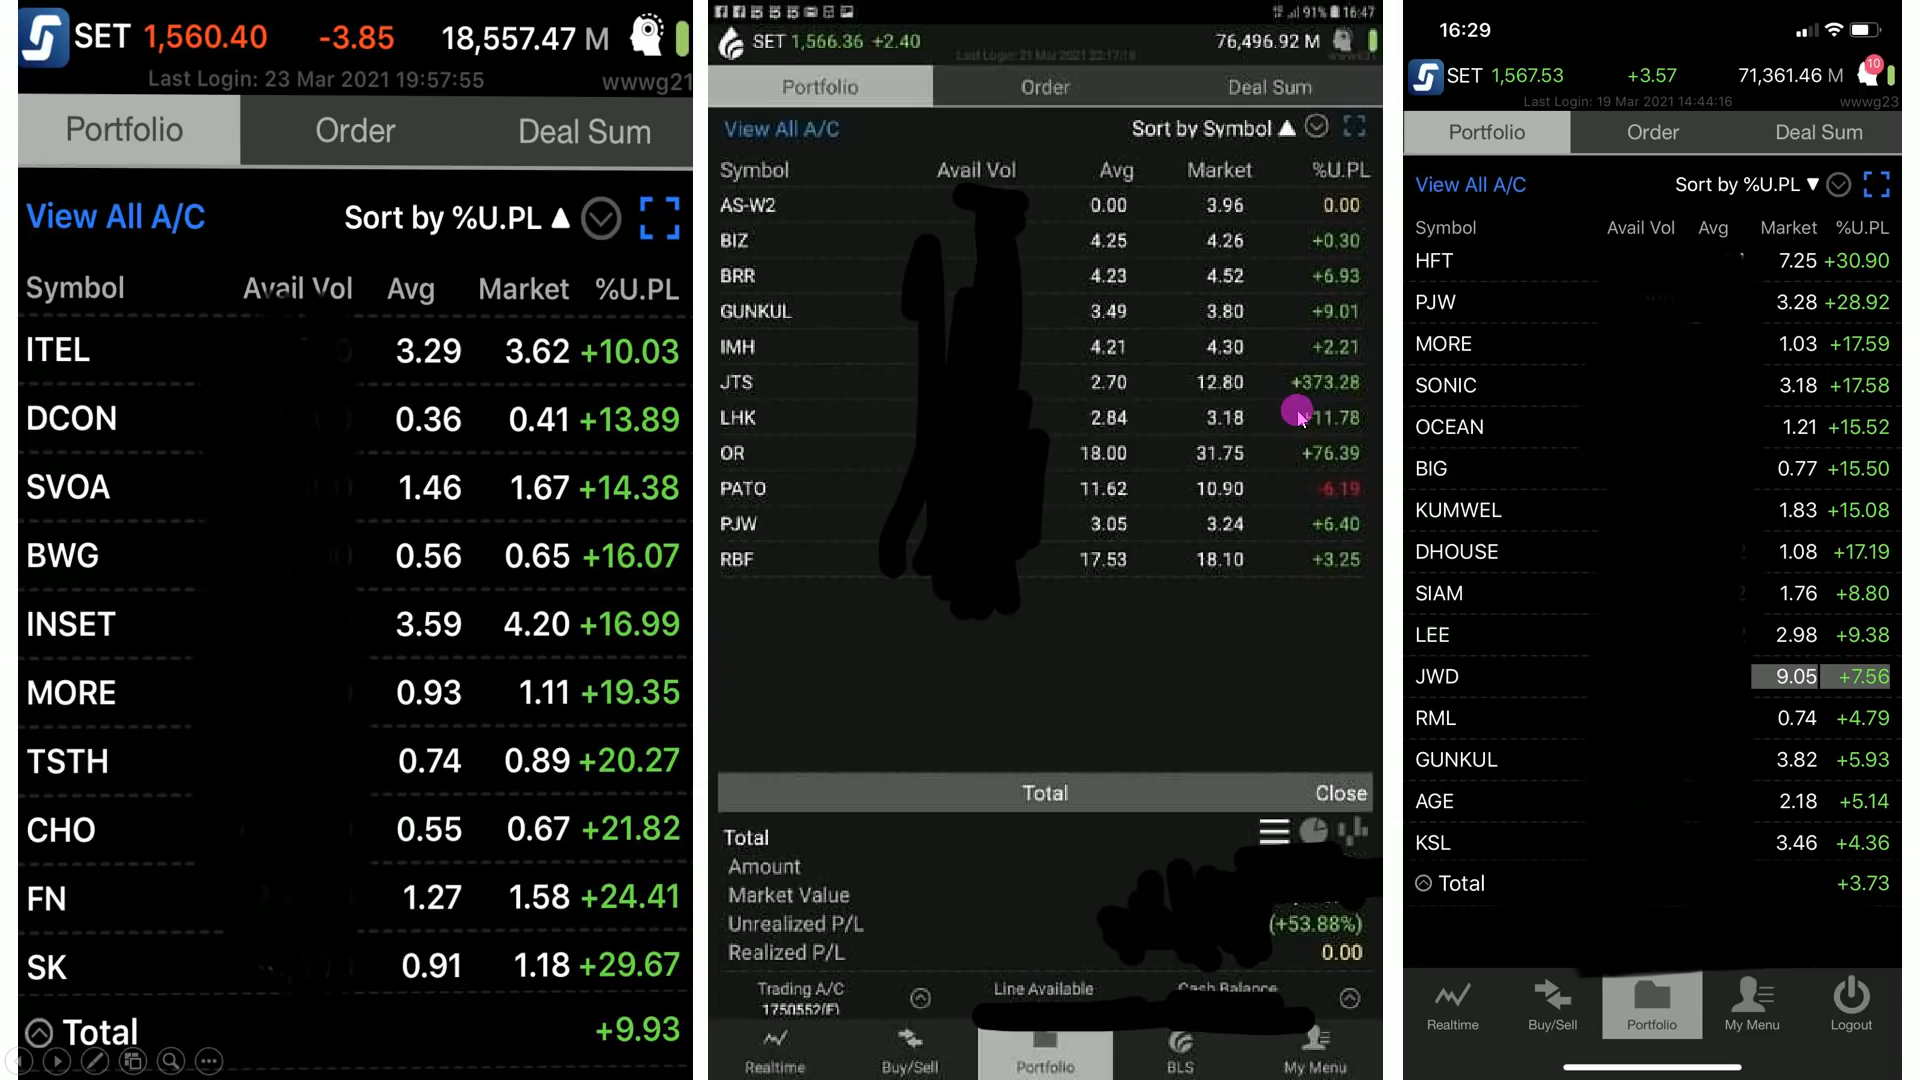 SET 1,560.40 -3.85 18,557.47 M
Last Login: 23 Mar 2021 19:57:55 wwwg21
Portfolio Order Deal Sum
View All A/C Sort by %U.PL ▲
Symbol Avail Vol Avg Market %U.PL
ITEL 3.29 3.62 +10.03
DCON 0.36 0.41 +13.89
SVOA 1.46 1.67 +14.38
BWG 0.56 0.65 +16.07
INSET 3.59 4.20 +16.99
MORE 0.93 1.11 +19.35
TSTH 0.74 0.89 +20.27
CHO 0.55 0.67 +21.82
FN 1.27 1.58 +24.41
SK 0.91 1.18 +29.67
Total +9.93
91% 16:47
SET 1,566.36 +2.40 76,496.92 M
Last Login: 21 Mar 2021 22:17:18
Portfolio Order Deal Sum
View All A/C Sort by Symbol ▲
Symbol Avail Vol Avg Market %U.PL
AS-W2 0.00 3.96 0.00
BIZ 4.25 4.26 +0.30
BRR 4.23 4.52 +6.93
GUNKUL 3.49 3.80 +9.01
IMH 4.21 4.30 +2.21
JTS 2.70 12.80 +373.28
LHK 2.84 3.18 +11.78
OR 18.00 31.75 +76.39
PATO 11.62 10.90 -6.19
PJW 3.05 3.24 +6.40
RBF 17.53 18.10 +3.25
Total Close
Total
Amount
Market Value
Unrealized P/L (+53.88%)
Realized P/L 0.00
Trading A/C Line Available Cash Balance
1750552(F)
Realtime Buy/Sell Portfolio BLS My Menu
16:29
SET 1,567.53 +3.57 71,361.46 M 10
Last Login: 19 Mar 2021 14:44:16 wwwg23
Portfolio Order Deal Sum
View All A/C Sort by %U.PL ▼
Symbol Avail Vol Avg Market %U.PL
HFT 7.25 +30.90
PJW 3.28 +28.92
MORE 1.03 +17.59
SONIC 3.18 +17.58
OCEAN 1.21 +15.52
BIG 0.77 +15.50
KUMWEL 1.83 +15.08
DHOUSE 1.08 +17.19
SIAM 1.76 +8.80
LEE 2.98 +9.38
JWD 9.05 +7.56
RML 0.74 +4.79
GUNKUL 3.82 +5.93
AGE 2.18 +5.14
KSL 3.46 +4.36
Total +3.73
Realtime Buy/Sell Portfolio My Menu Logout